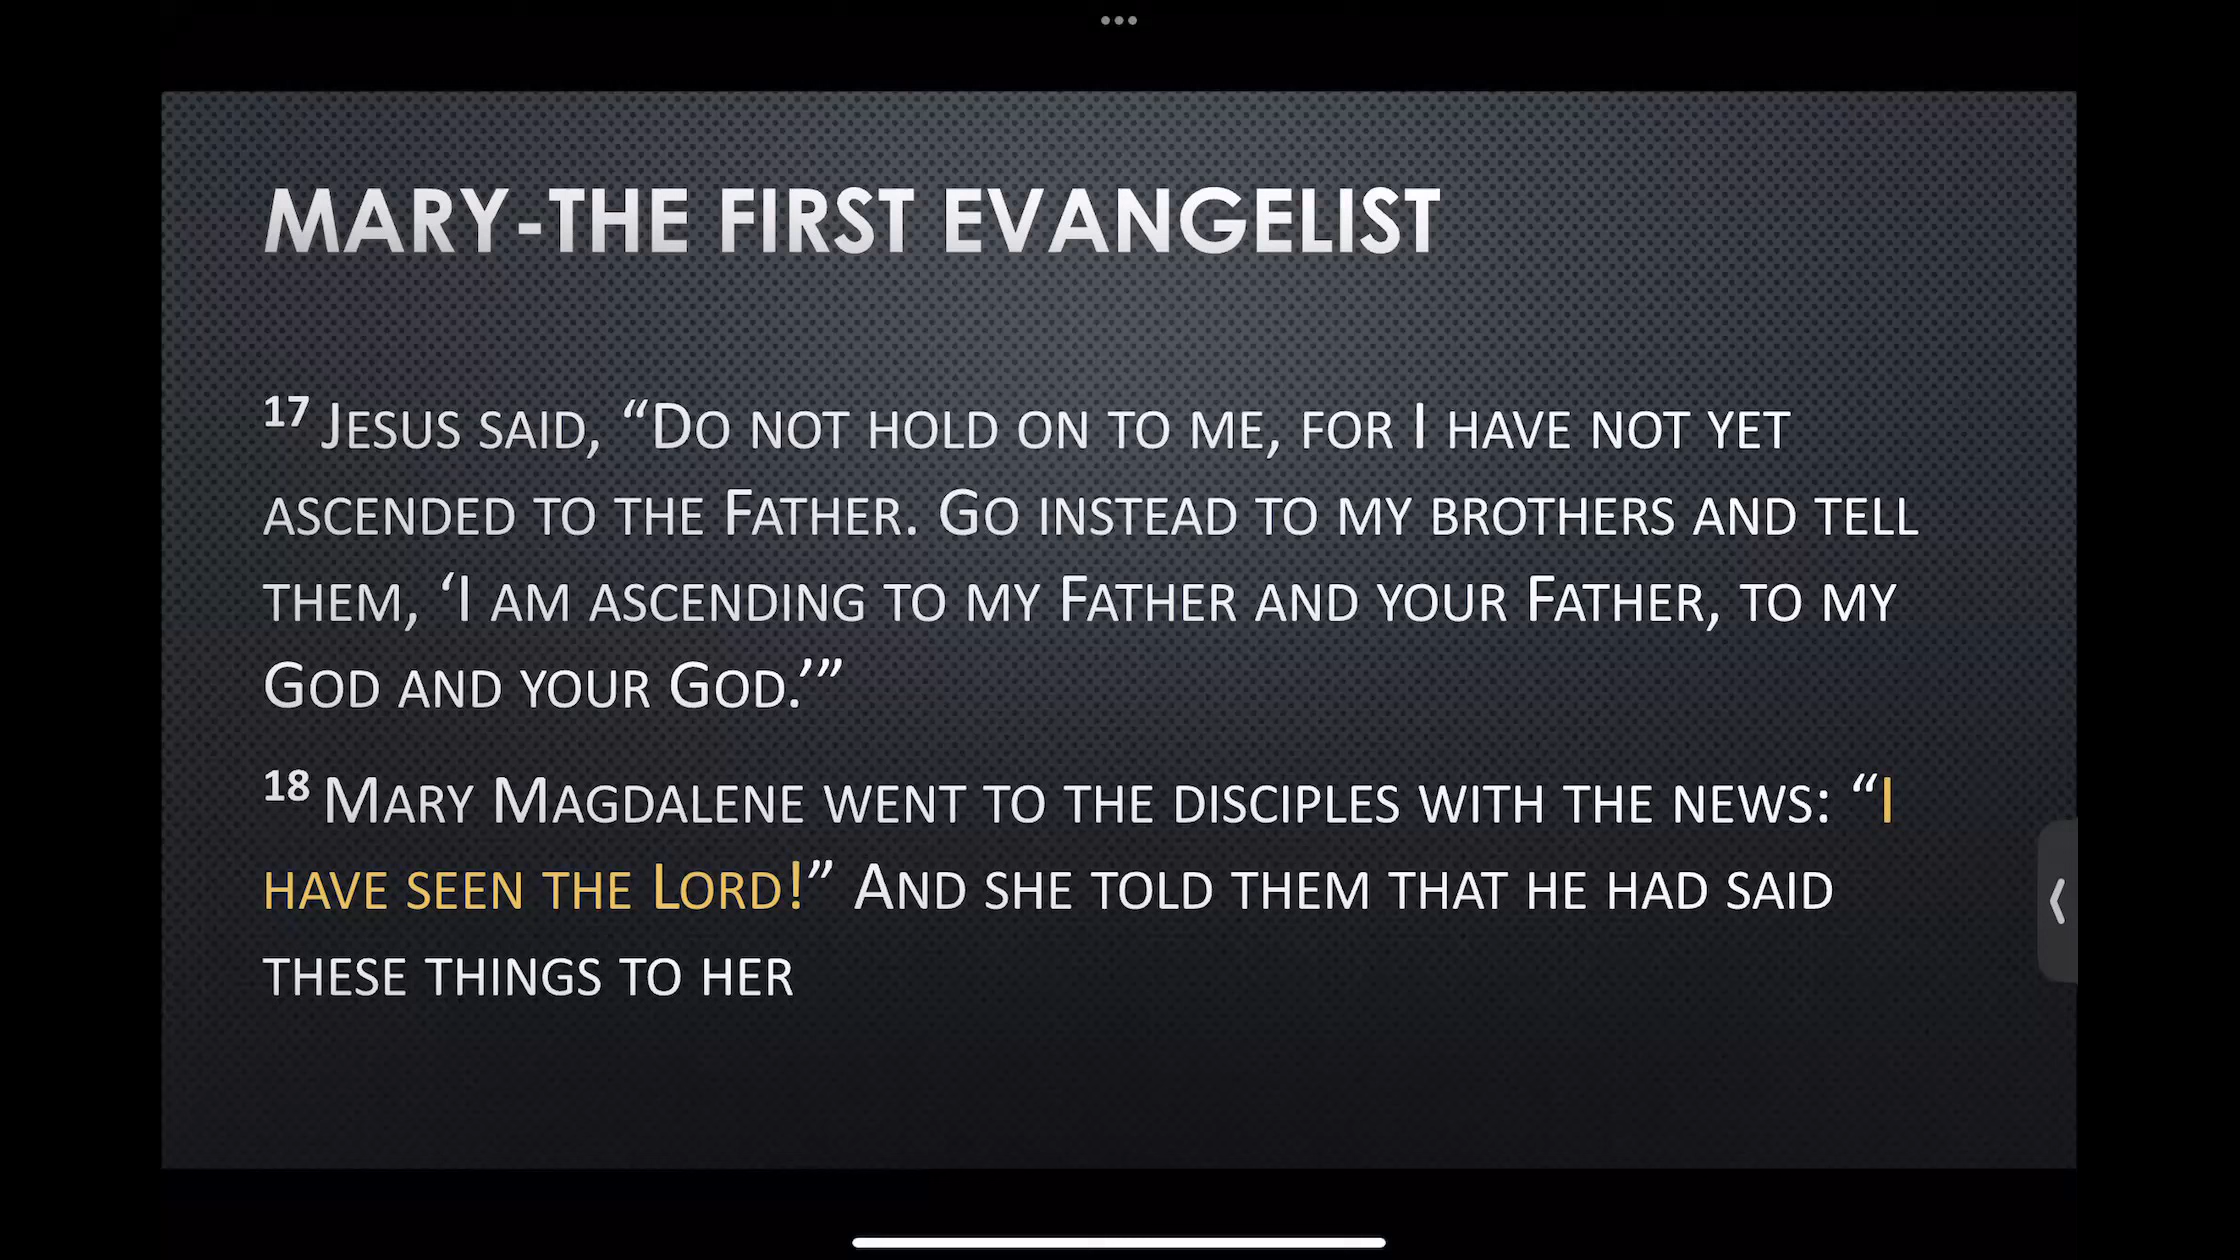 MARY-THE FIRST EVANGELIST
17 JESUS SAID, “DO NOT HOLD ON TO ME, FOR I HAVE NOT YET
ASCENDED TO THE FATHER. GO INSTEAD TO MY BROTHERS AND TELL
THEM, ‘I AM ASCENDING TO MY FATHER AND YOUR FATHER, TO MY
GOD AND YOUR GOD.’”
18 MARY MAGDALENE WENT TO THE DISCIPLES WITH THE NEWS: “I
HAVE SEEN THE LORD!” AND SHE TOLD THEM THAT HE HAD SAID
THESE THINGS TO HER